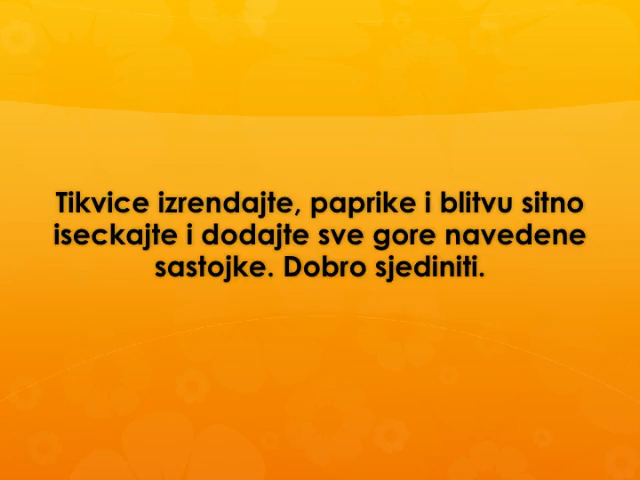 Tikvice izrendajte, paprike i blitvu sitno
iseckajte i dodajte sve gore navedene
sastojke. Dobro sjediniti.